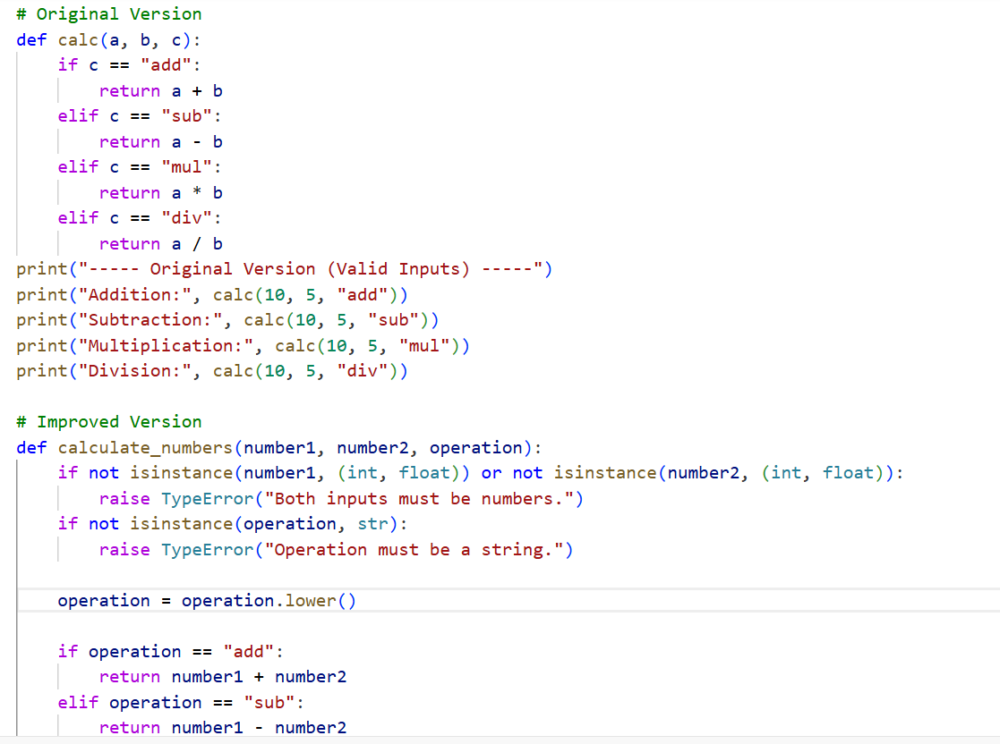 # Original Version
def calc(a, b, c):
    if c == "add":
        return a + b
    elif c == "sub":
        return a - b
    elif c == "mul":
        return a * b
    elif c == "div":
        return a / b
print("----- Original Version (Valid Inputs) -----")
print("Addition:", calc(10, 5, "add"))
print("Subtraction:", calc(10, 5, "sub"))
print("Multiplication:", calc(10, 5, "mul"))
print("Division:", calc(10, 5, "div"))

# Improved Version
def calculate_numbers(number1, number2, operation):
    if not isinstance(number1, (int, float)) or not isinstance(number2, (int, float)):
        raise TypeError("Both inputs must be numbers.")
    if not isinstance(operation, str):
        raise TypeError("Operation must be a string.")

    operation = operation.lower()

    if operation == "add":
        return number1 + number2
    elif operation == "sub":
        return number1 - number2